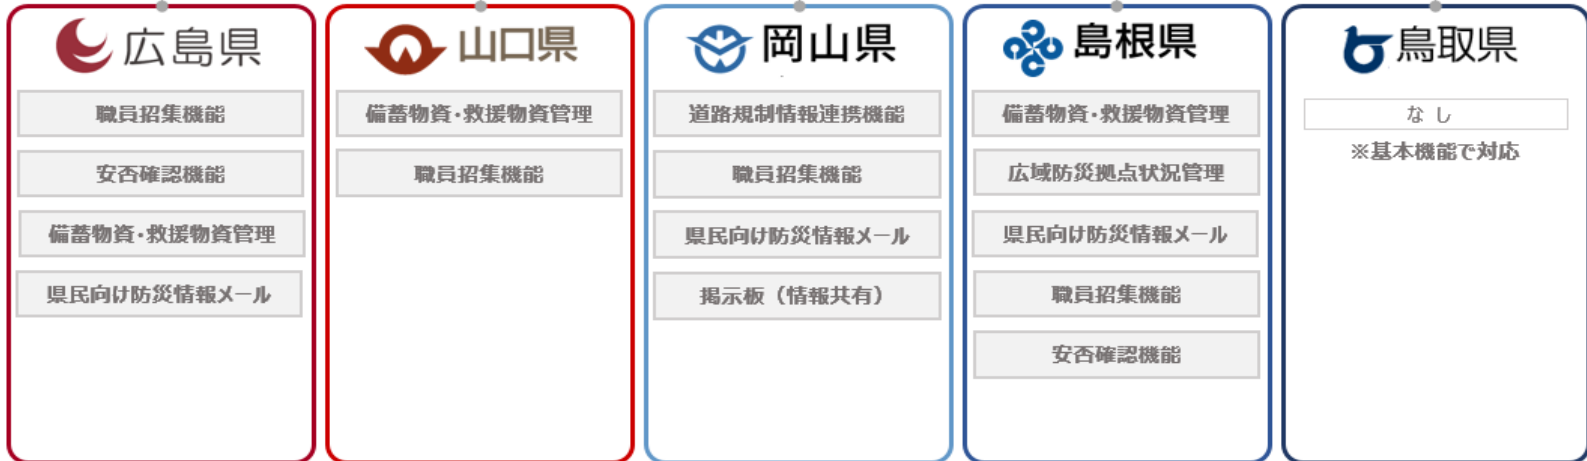 広島県
職員招集機能
安否確認機能
備蓄物資・救援物資管理
県民向け防災情報メール
山口県
備蓄物資・救援物資管理
職員招集機能
岡山県
道路規制情報連携機能
職員招集機能
県民向け防災情報メール
掲示板（情報共有）
島根県
備蓄物資・救援物資管理
広域防災拠点状況管理
県民向け防災情報メール
職員招集機能
安否確認機能
鳥取県
なし
※基本機能で対応